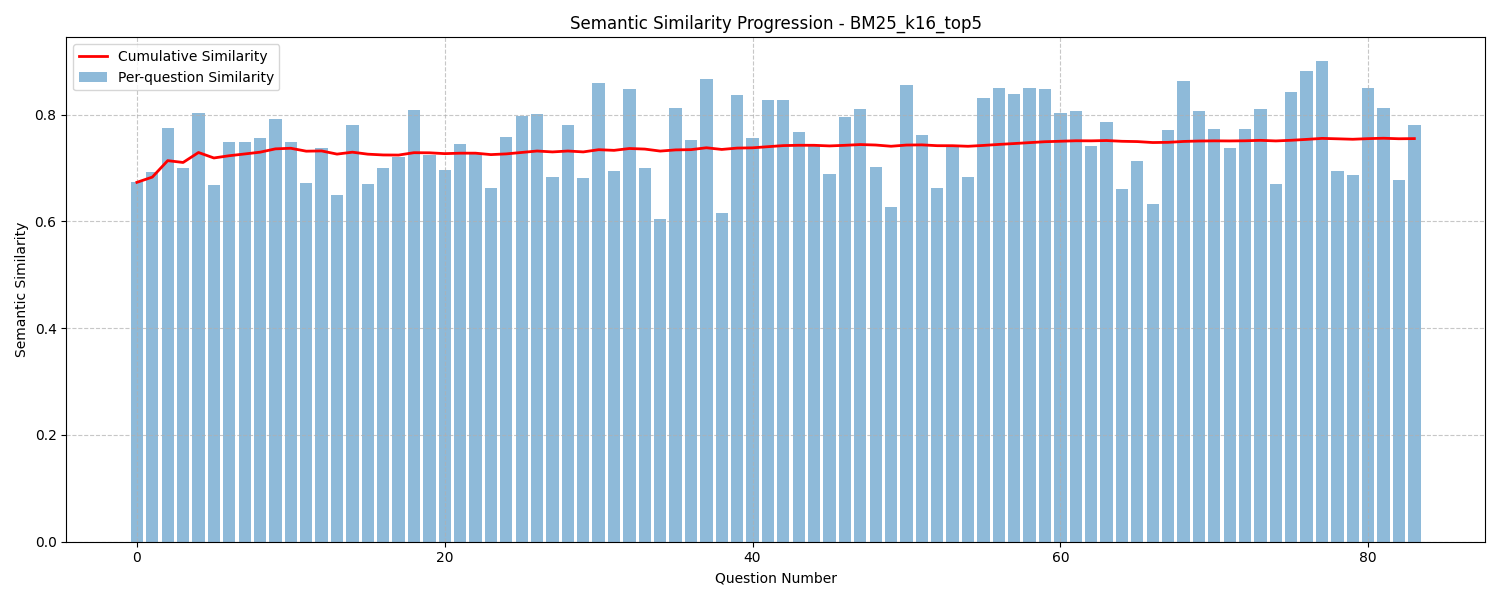 Semantic Similarity Progression - BM25_k16_top5
Cumulative Similarity
Per-question Similarity
Semantic Similarity
0.8
0.6
0.4
0.2
0.0
0 20 40 60 80
Question Number